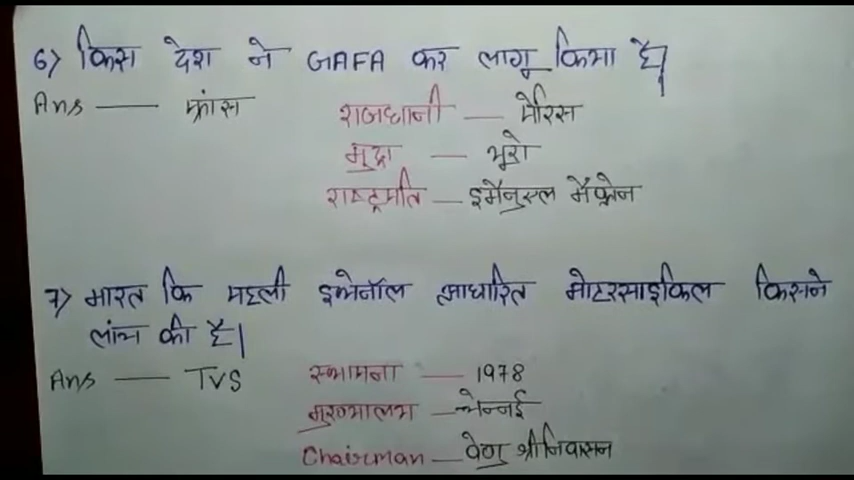 6) किस देश ने GAFA कर लागू किया है|
Ans — फ्रांस
राजधानी — पेरिस
मुद्रा — यूरो
राष्ट्रपति — इमैनुएल मैक्रोन
7) भारत कि पहली इथेनॉल आधारित मोटरसाइकिल किसने
लांच की है|
Ans — TVS
स्थापना — 1978
मुख्यालय — चेन्नई
Chairman — वेणु श्रीनिवासन